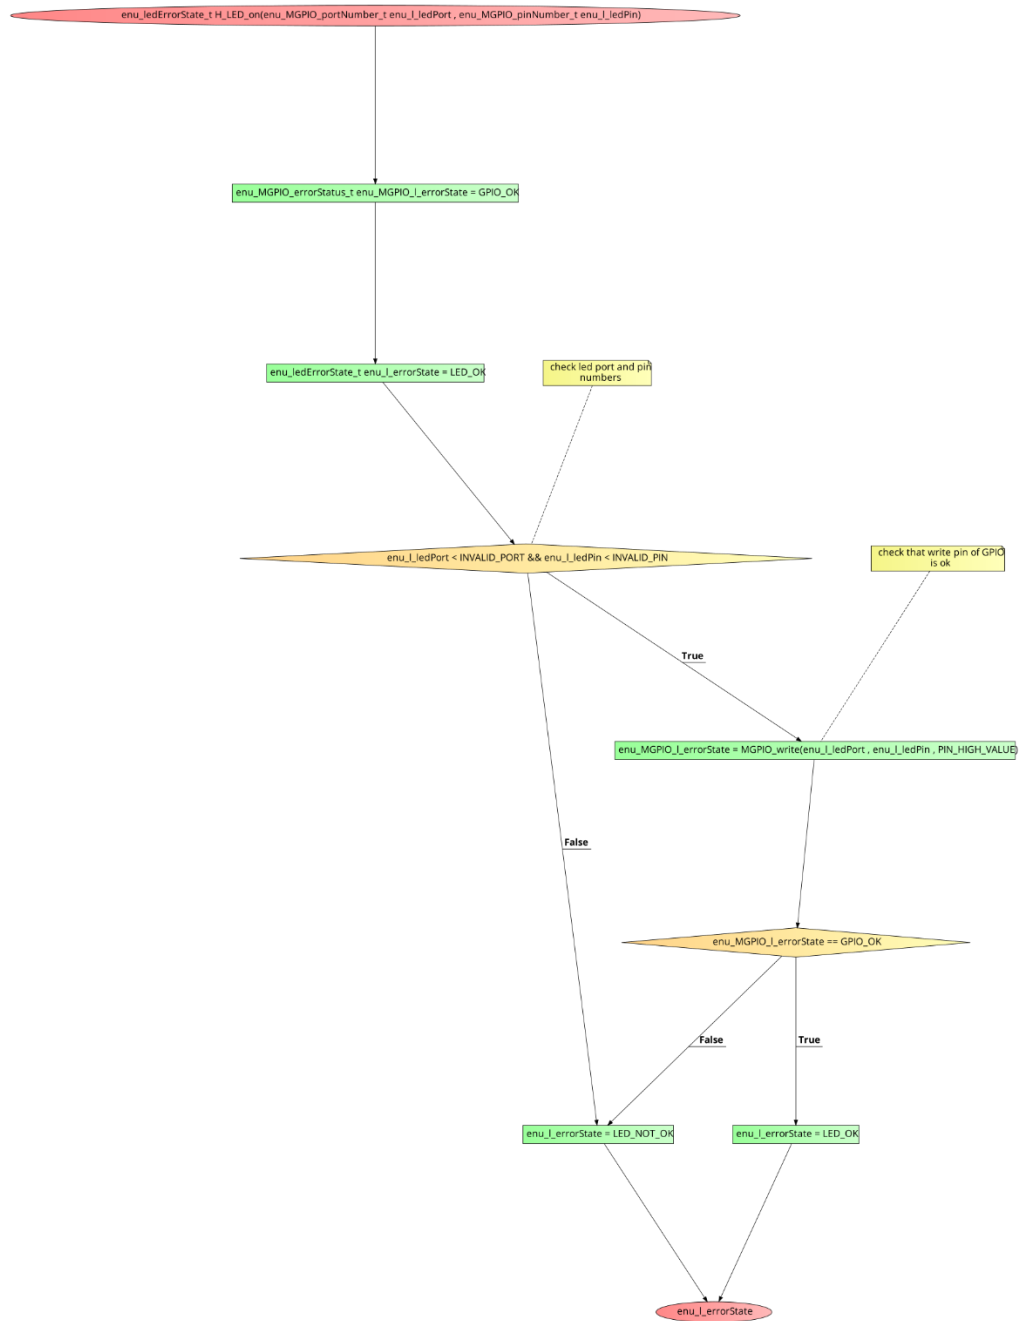 enu_ledErrorState_t H_LED_on(enu_MGPIO_portNumber_t enu_l_ledPort , enu_MGPIO_pinNumber_t enu_l_ledPin)
enu_MGPIO_errorStatus_t enu_MGPIO_l_errorState = GPIO_OK
enu_ledErrorState_t enu_l_errorState = LED_OK
check led port and pin
numbers
enu_l_ledPort < INVALID_PORT && enu_l_ledPin < INVALID_PIN
check that write pin of GPIO
is ok
True
enu_MGPIO_l_errorState = MGPIO_write(enu_l_ledPort , enu_l_ledPin , PIN_HIGH_VALUE)
False
enu_MGPIO_l_errorState == GPIO_OK
False
True
enu_l_errorState = LED_NOT_OK
enu_l_errorState = LED_OK
enu_l_errorState